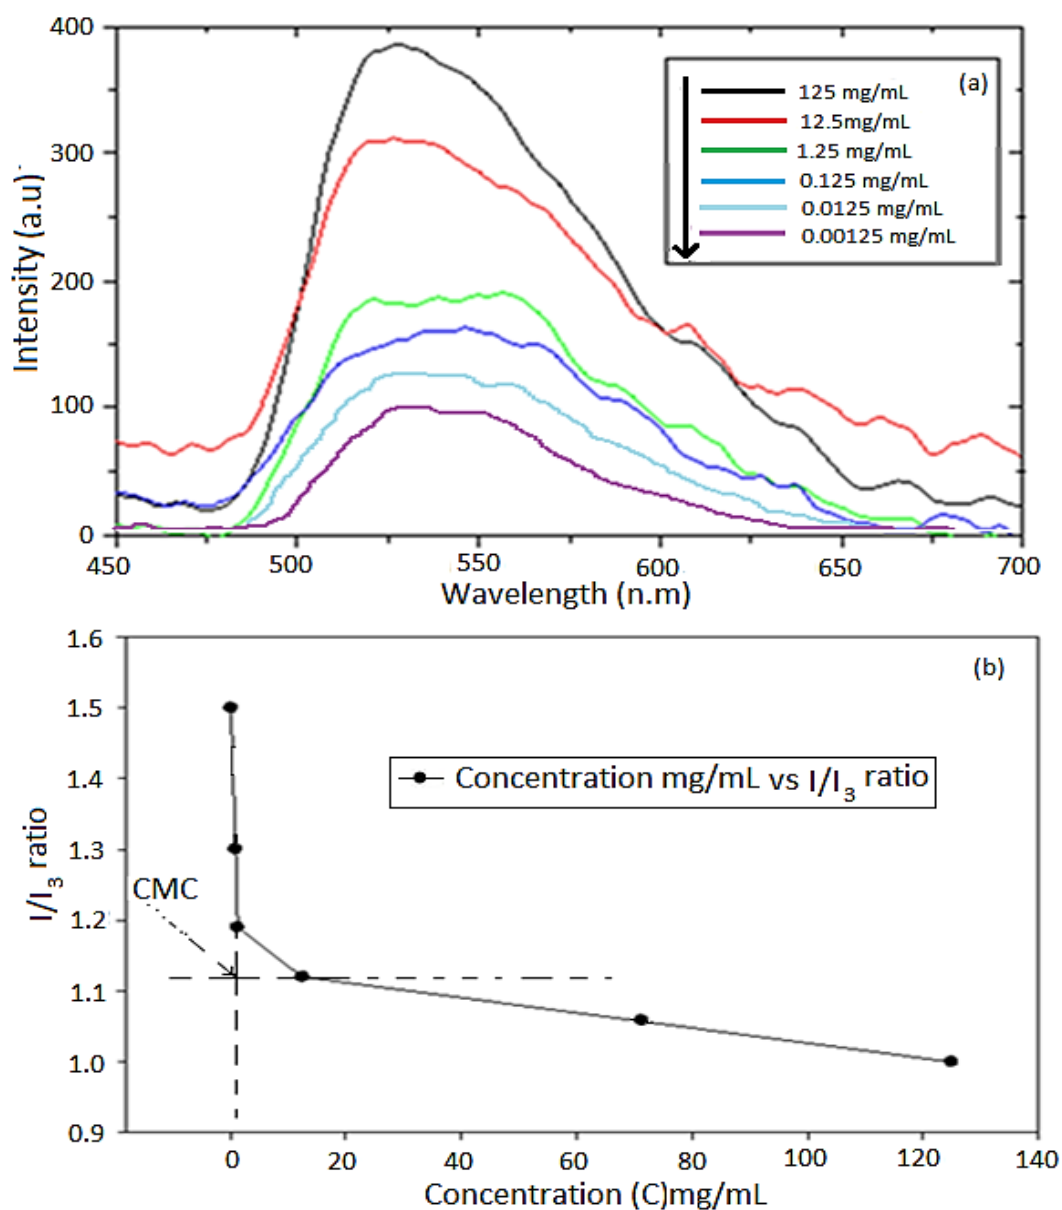 400
300
200
100
0
Intensity (a.u)
(a)
125 mg/mL
12.5mg/mL
1.25 mg/mL
0.125 mg/mL
0.0125 mg/mL
0.00125 mg/mL
450 500 550 600 650 700
Wavelength (n.m)
1.6
1.5
1.4
1.3
1.2
1.1
1.0
0.9
I/I3 ratio
(b)
Concentration mg/mL vs I/I3 ratio
CMC
0 20 40 60 80 100 120 140
Concentration (C)mg/mL